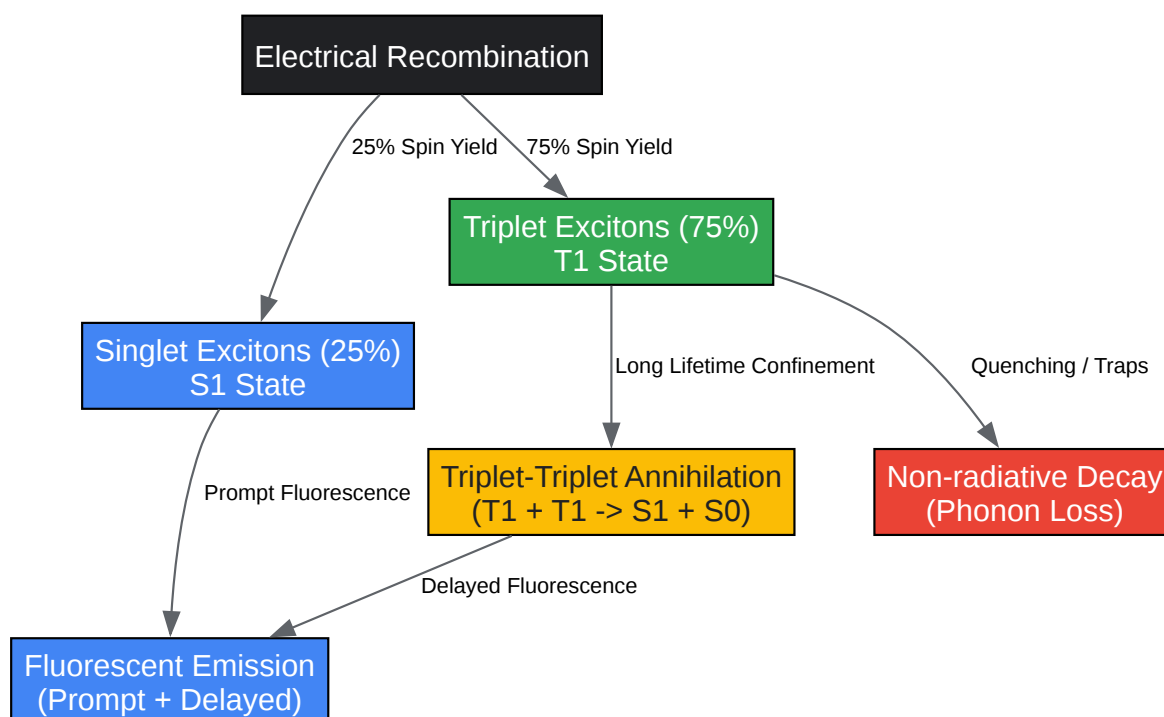 Electrical Recombination
25% Spin Yield
75% Spin Yield
Triplet Excitons (75%)
T1 State
Singlet Excitons (25%)
S1 State
Long Lifetime Confinement
Quenching / Traps
Prompt Fluorescence
Triplet-Triplet Annihilation
(T1 + T1 -> S1 + S0)
Non-radiative Decay
(Phonon Loss)
Delayed Fluorescence
Fluorescent Emission
(Prompt + Delayed)